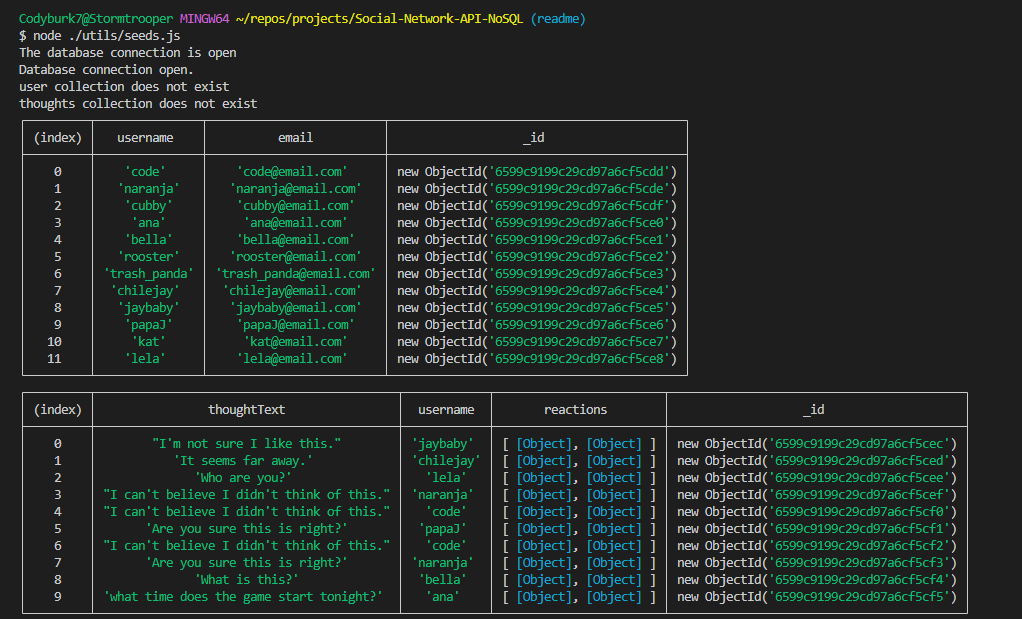 Codyburk7@Stormtrooper MINGW64 ~/repos/projects/Social-Network-API-NoSQL (readme)
$ node ./utils/seeds.js
The database connection is open
Database connection open.
user collection does not exist
thoughts collection does not exist
(index) username email _id
0 'code' 'code@email.com' new ObjectId('6599c9199c29cd97a6cf5cdd')
1 'naranja' 'naranja@email.com' new ObjectId('6599c9199c29cd97a6cf5cde')
2 'cubby' 'cubby@email.com' new ObjectId('6599c9199c29cd97a6cf5cdf')
3 'ana' 'ana@email.com' new ObjectId('6599c9199c29cd97a6cf5ce0')
4 'bella' 'bella@email.com' new ObjectId('6599c9199c29cd97a6cf5ce1')
5 'rooster' 'rooster@email.com' new ObjectId('6599c9199c29cd97a6cf5ce2')
6 'trash_panda' 'trash_panda@email.com' new ObjectId('6599c9199c29cd97a6cf5ce3')
7 'chilejay' 'chilejay@email.com' new ObjectId('6599c9199c29cd97a6cf5ce4')
8 'jaybaby' 'jaybaby@email.com' new ObjectId('6599c9199c29cd97a6cf5ce5')
9 'papaJ' 'papaJ@email.com' new ObjectId('6599c9199c29cd97a6cf5ce6')
10 'kat' 'kat@email.com' new ObjectId('6599c9199c29cd97a6cf5ce7')
11 'lela' 'lela@email.com' new ObjectId('6599c9199c29cd97a6cf5ce8')
(index) thoughtText username reactions _id
0 "I'm not sure I like this." 'jaybaby' [ [Object], [Object] ] new ObjectId('6599c9199c29cd97a6cf5cec')
1 'It seems far away.' 'chilejay' [ [Object], [Object] ] new ObjectId('6599c9199c29cd97a6cf5ced')
2 'Who are you?' 'lela' [ [Object], [Object] ] new ObjectId('6599c9199c29cd97a6cf5cee')
3 "I can't believe I didn't think of this." 'naranja' [ [Object], [Object] ] new ObjectId('6599c9199c29cd97a6cf5cef')
4 "I can't believe I didn't think of this." 'code' [ [Object], [Object] ] new ObjectId('6599c9199c29cd97a6cf5cf0')
5 'Are you sure this is right?' 'papaJ' [ [Object], [Object] ] new ObjectId('6599c9199c29cd97a6cf5cf1')
6 "I can't believe I didn't think of this." 'code' [ [Object], [Object] ] new ObjectId('6599c9199c29cd97a6cf5cf2')
7 'Are you sure this is right?' 'naranja' [ [Object], [Object] ] new ObjectId('6599c9199c29cd97a6cf5cf3')
8 'What is this?' 'bella' [ [Object], [Object] ] new ObjectId('6599c9199c29cd97a6cf5cf4')
9 'what time does the game start tonight?' 'ana' [ [Object], [Object] ] new ObjectId('6599c9199c29cd97a6cf5cf5')